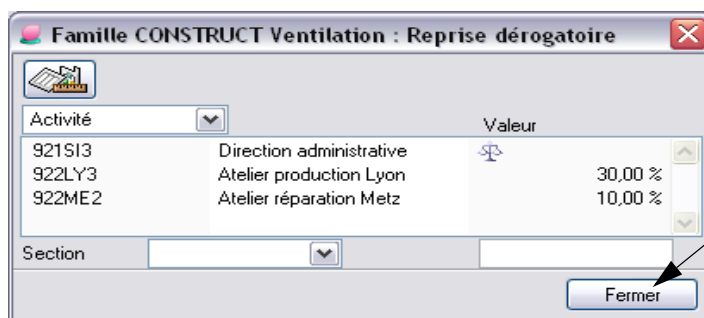 Famille CONSTRUCT Ventilation : Reprise dérogatoire
Activité Valeur
921SI3 Direction administrative
922LY3 Atelier production Lyon 30,00 %
922ME2 Atelier réparation Metz 10,00 %
Section
Fermer